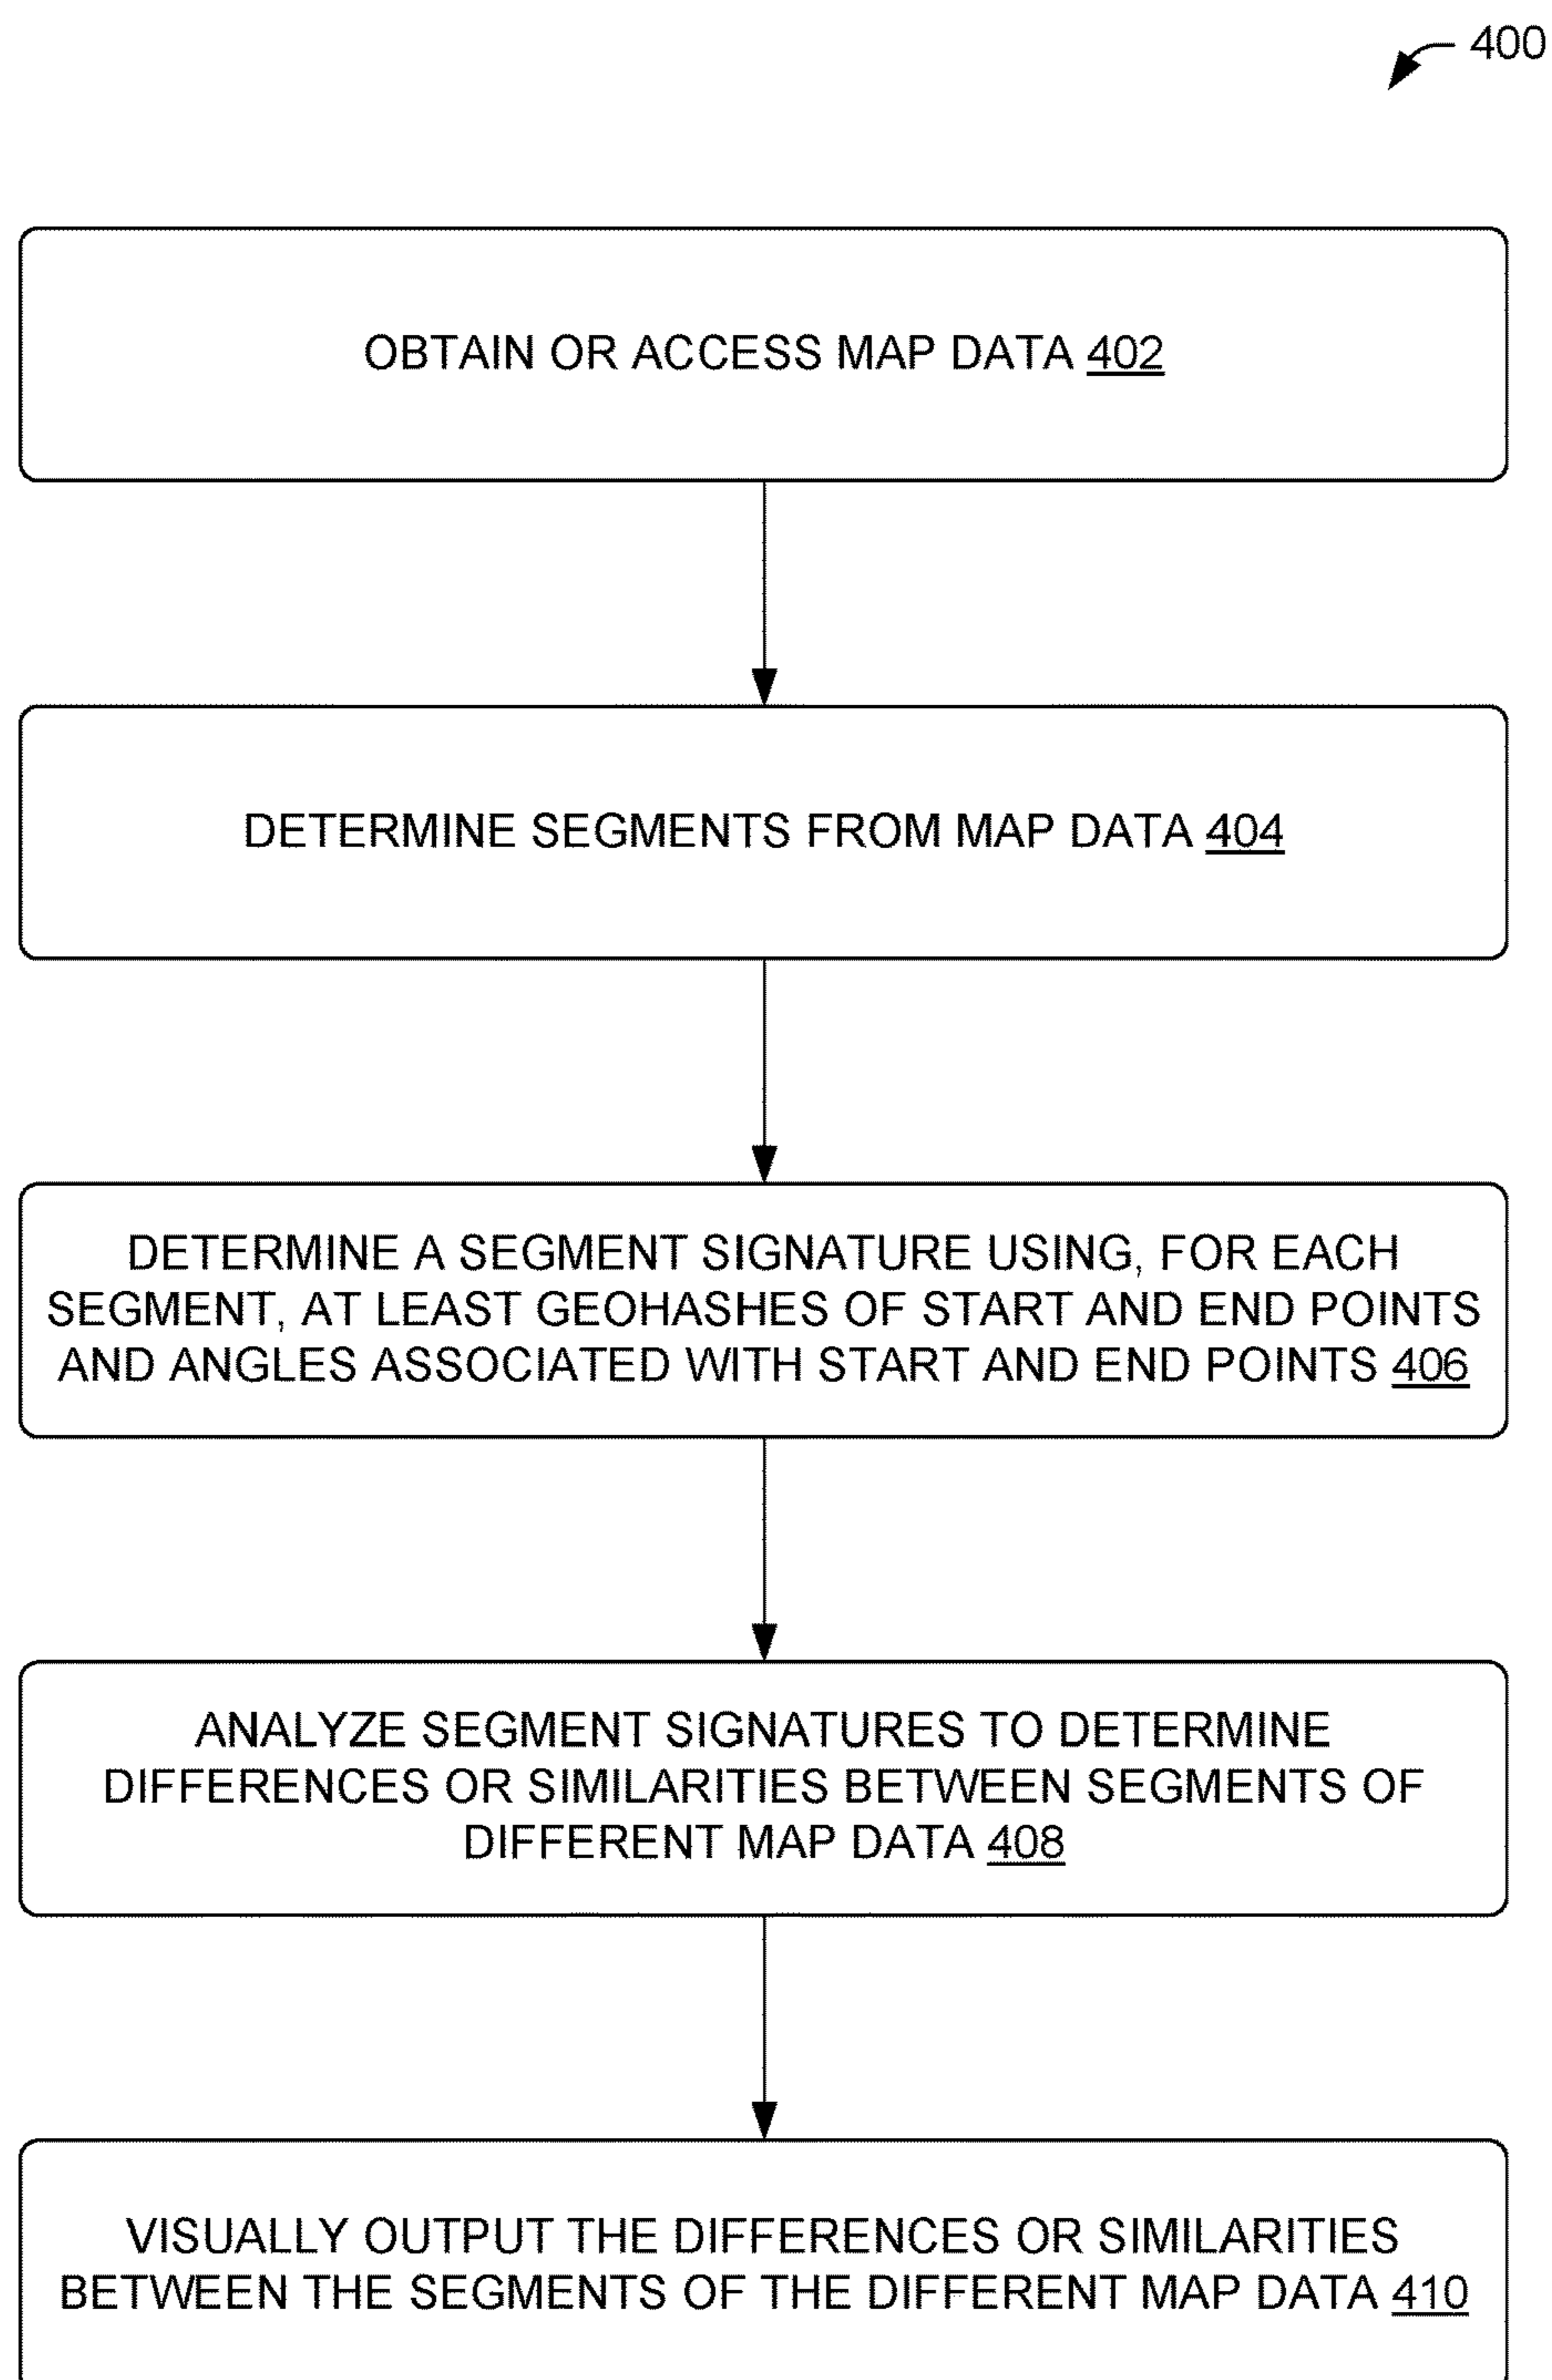 400
OBTAIN OR ACCESS MAP DATA 402
DETERMINE SEGMENTS FROM MAP DATA 404
DETERMINE A SEGMENT SIGNATURE USING, FOR EACH
SEGMENT, AT LEAST GEOHASHES OF START AND END POINTS
AND ANGLES ASSOCIATED WITH START AND END POINTS 406
ANALYZE SEGMENT SIGNATURES TO DETERMINE
DIFFERENCES OR SIMILARITIES BETWEEN SEGMENTS OF
DIFFERENT MAP DATA 408
VISUALLY OUTPUT THE DIFFERENCES OR SIMILARITIES
BETWEEN THE SEGMENTS OF THE DIFFERENT MAP DATA 410